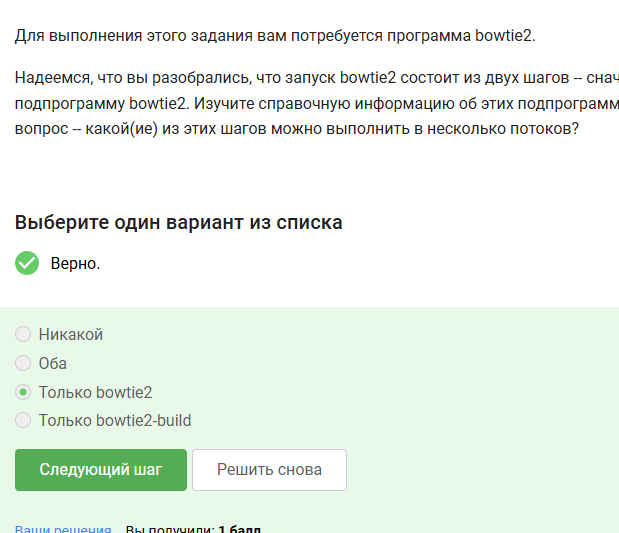 Для выполнения этого задания вам потребуется программа bowtie2.
Надеемся, что вы разобрались, что запуск bowtie2 состоит из двух шагов -- снач
подпрограмму bowtie2. Изучите справочную информацию об этих подпрограмм
вопрос -- какой(ие) из этих шагов можно выполнить в несколько потоков?
Выберите один вариант из списка
Верно.
Никакой
Оба
Только bowtie2
Только bowtie2-build
Следующий шаг Решить снова
Ваши решения Вы получили: 1 балл